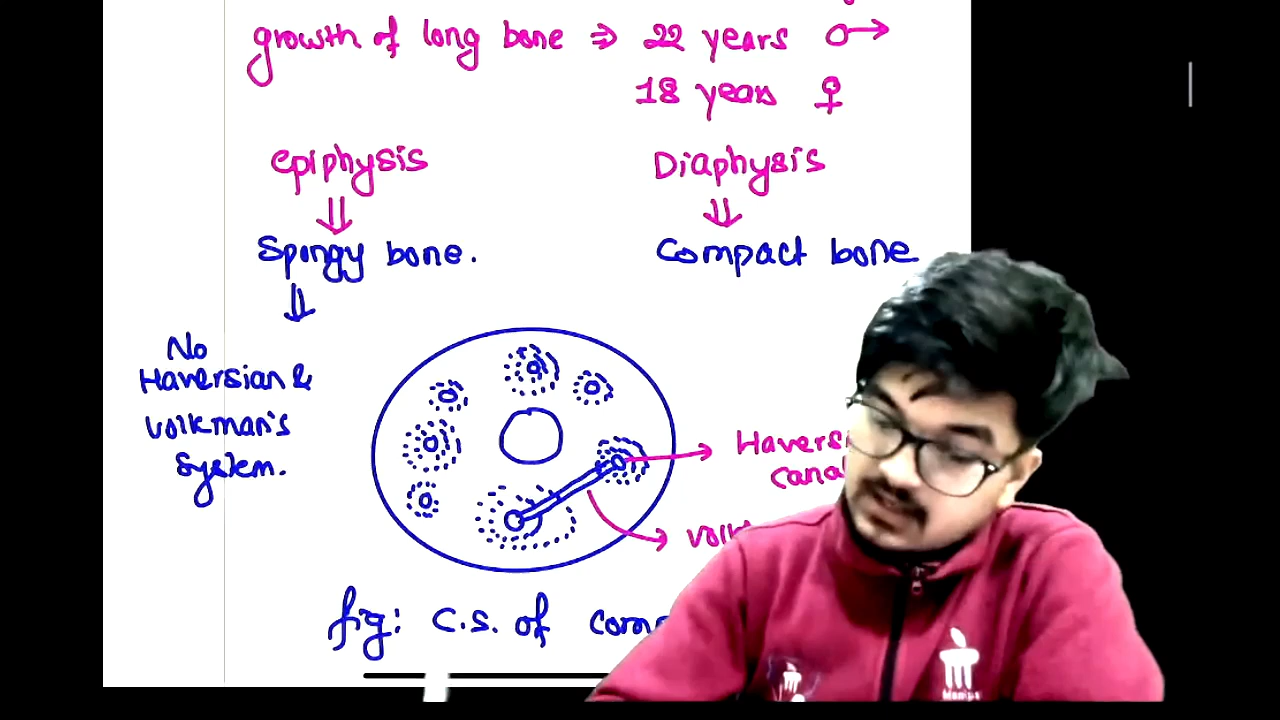 growth of long bone ⇒ 22 years ♂
18 years ♀
epiphysis Diaphysis
⇓ ⇓
Spongy bone. Compact bone
⇓
No
Haversian &
Volkman's
System.
canal
fig: C.S. of